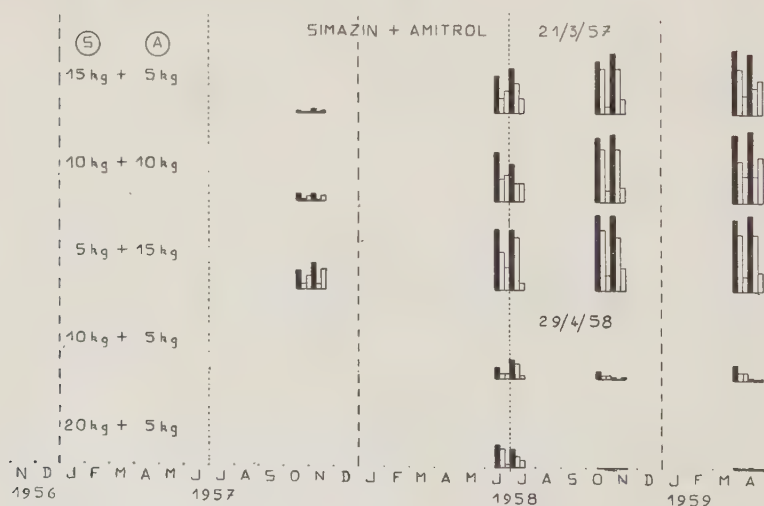 SIMAZIN + AMITROL 21/3/57
S A
15 kg + 5 kg
10 kg + 10 kg
5 kg + 15 kg
29/4/58
10 kg + 5 kg
20 kg + 5 kg
N D J F M A M J J A S O N D J F M A M J J A S O N D J F M A
1956 1957 1958 1959